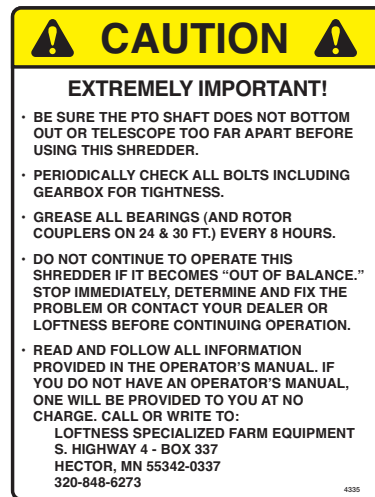 CAUTION
EXTREMELY IMPORTANT!
• BE SURE THE PTO SHAFT DOES NOT BOTTOM
OUT OR TELESCOPE TOO FAR APART BEFORE
USING THIS SHREDDER.
• PERIODICALLY CHECK ALL BOLTS INCLUDING
GEARBOX FOR TIGHTNESS.
• GREASE ALL BEARINGS (AND ROTOR
COUPLERS ON 24 & 30 FT.) EVERY 8 HOURS.
• DO NOT CONTINUE TO OPERATE THIS
SHREDDER IF IT BECOMES “OUT OF BALANCE.”
STOP IMMEDIATELY, DETERMINE AND FIX THE
PROBLEM OR CONTACT YOUR DEALER OR
LOFTNESS BEFORE CONTINUING OPERATION.
• READ AND FOLLOW ALL INFORMATION
PROVIDED IN THE OPERATOR’S MANUAL. IF
YOU DO NOT HAVE AN OPERATOR’S MANUAL,
ONE WILL BE PROVIDED TO YOU AT NO
CHARGE. CALL OR WRITE TO:
LOFTNESS SPECIALIZED FARM EQUIPMENT
S. HIGHWAY 4 - BOX 337
HECTOR, MN 55342-0337
320-848-6273
4335